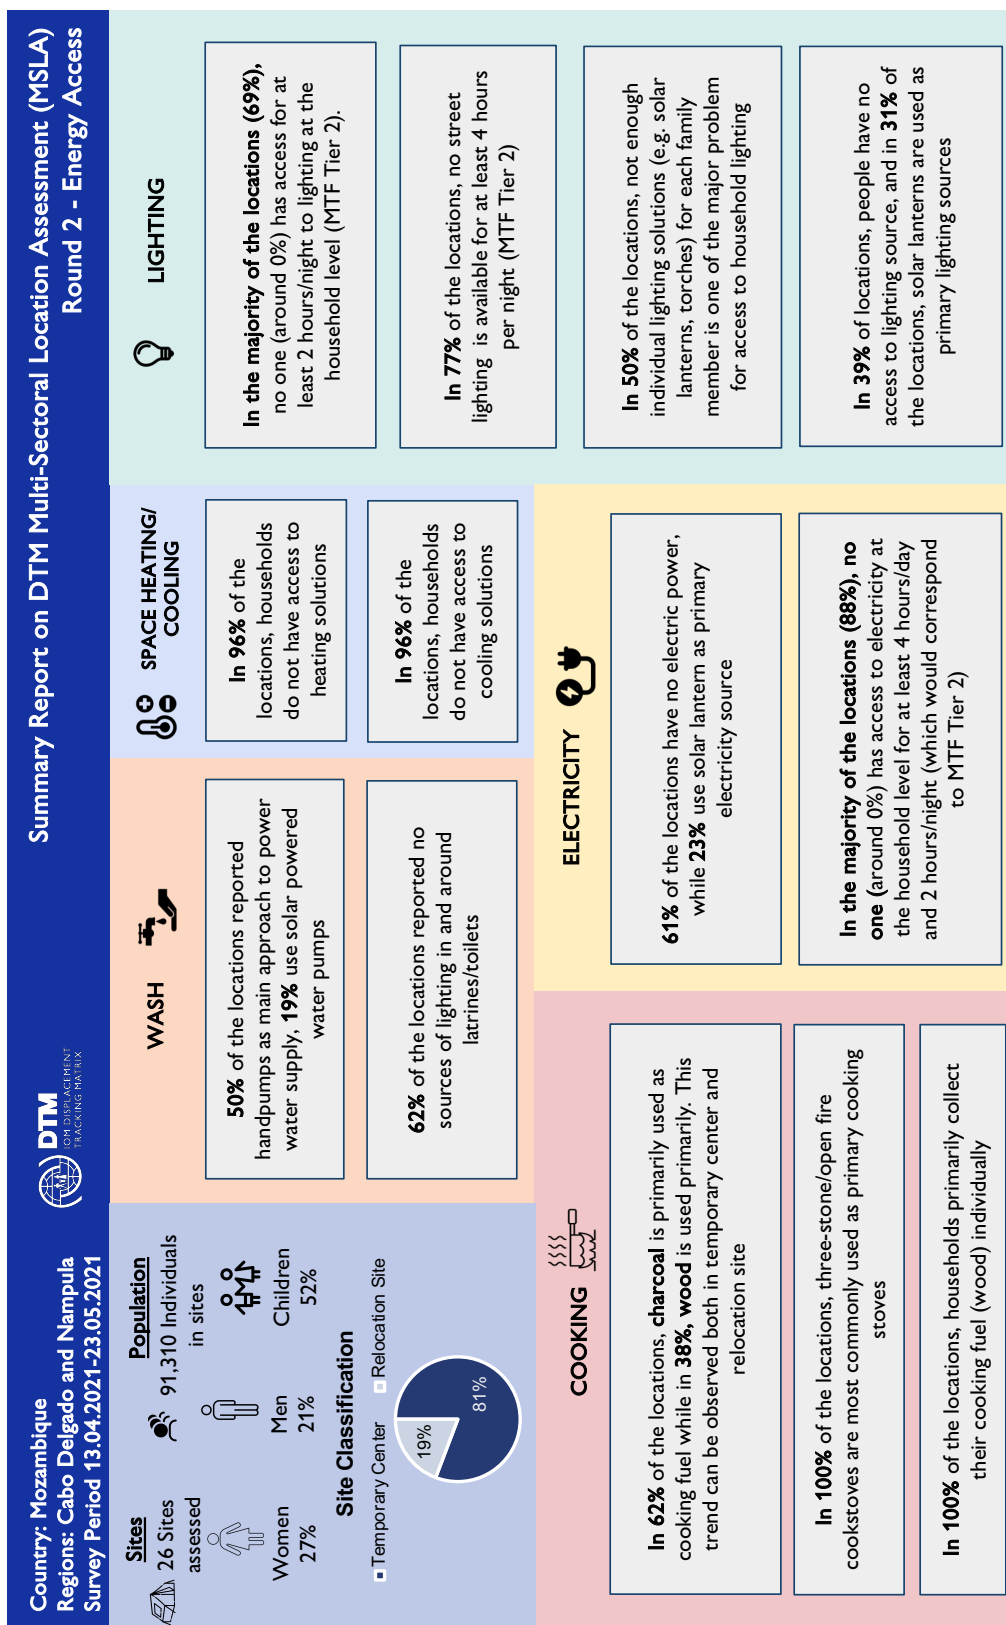 Country: Mozambique
Regions: Cabo Delgado and Nampula
Survey Period 13.04.2021-23.05.2021
DTM
IOM DISPLACEMENT
TRACKING MATRIX
Summary Report on DTM Multi-Sectoral Location Assessment (MSLA)
Round 2 - Energy Access
Sites
26 Sites
assessed
Population
91,310 Individuals
in sites
Women
27%
Men
21%
Children
52%
Site Classification
Temporary Center
Relocation Site
19%
81%
WASH
50% of the locations reported
handpumps as main approach to power
water supply, 19% use solar powered
water pumps
62% of the locations reported no
sources of lighting in and around
latrines/toilets
SPACE HEATING/
COOLING
In 96% of the
locations, households
do not have access to
heating solutions
In 96% of the
locations, households
do not have access to
cooling solutions
LIGHTING
In the majority of the locations (69%),
no one (around 0%) has access for at
least 2 hours/night to lighting at the
household level (MTF Tier 2).
In 77% of the locations, no street
lighting is available for at least 4 hours
per night (MTF Tier 2)
In 50% of the locations, not enough
individual lighting solutions (e.g. solar
lanterns, torches) for each family
member is one of the major problem
for access to household lighting
In 39% of locations, people have no
access to lighting source, and in 31% of
the locations, solar lanterns are used as
primary lighting sources
COOKING
In 62% of the locations, charcoal is primarily used as
cooking fuel while in 38%, wood is used primarily. This
trend can be observed both in temporary center and
relocation site
In 100% of the locations, three-stone/open fire
cookstoves are most commonly used as primary cooking
stoves
In 100% of the locations, households primarily collect
their cooking fuel (wood) individually
ELECTRICITY
61% of the locations have no electric power,
while 23% use solar lantern as primary
electricity source
In the majority of the locations (88%), no
one (around 0%) has access to electricity at
the household level for at least 4 hours/day
and 2 hours/night (which would correspond
to MTF Tier 2)